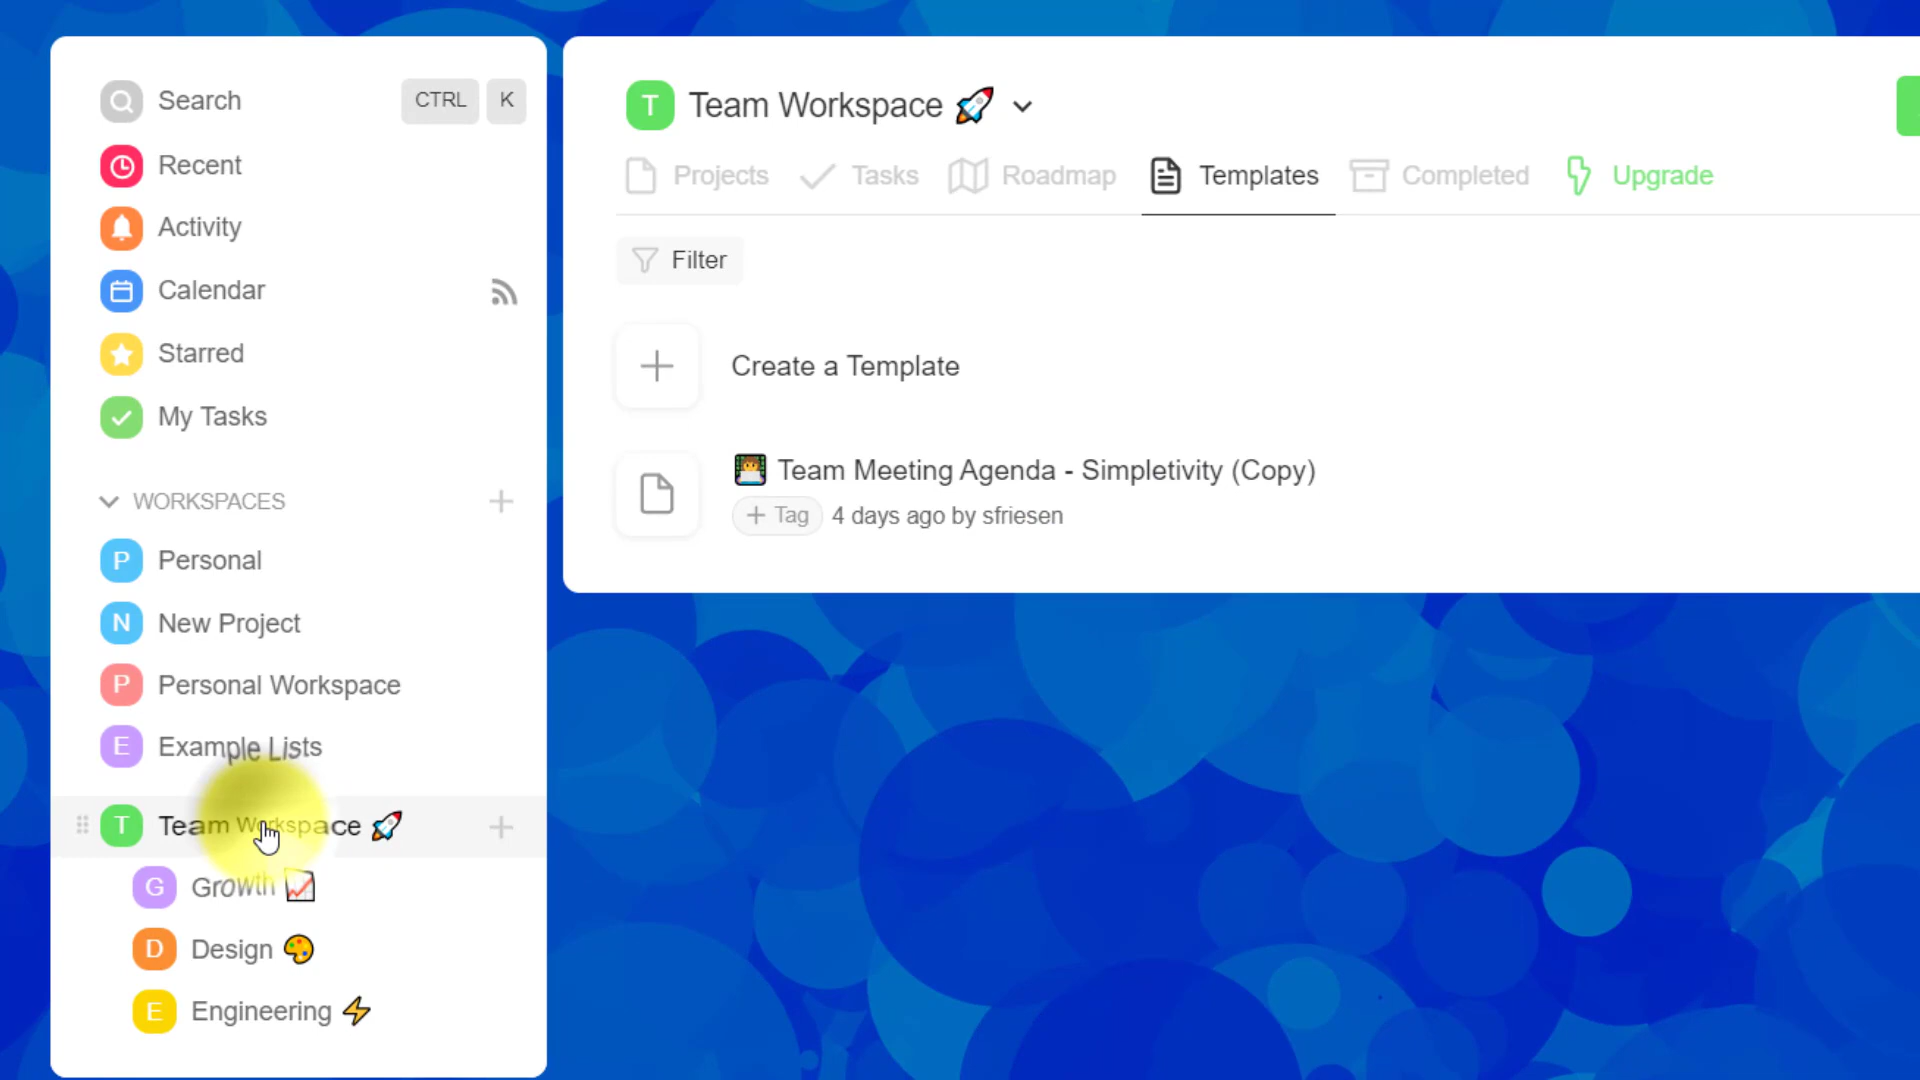 Search CTRL K
Recent
Activity
Calendar
Starred
My Tasks
WORKSPACES
P Personal
N New Project
P Personal Workspace
E Example Lists
T Team Workspace 🚀
G Growth 📈
D Design 🎨
E Engineering ⚡
T Team Workspace 🚀
Projects Tasks Roadmap Templates Completed Upgrade
Filter
Create a Template
Team Meeting Agenda - Simpletivity (Copy)
+ Tag 4 days ago by sfriesen